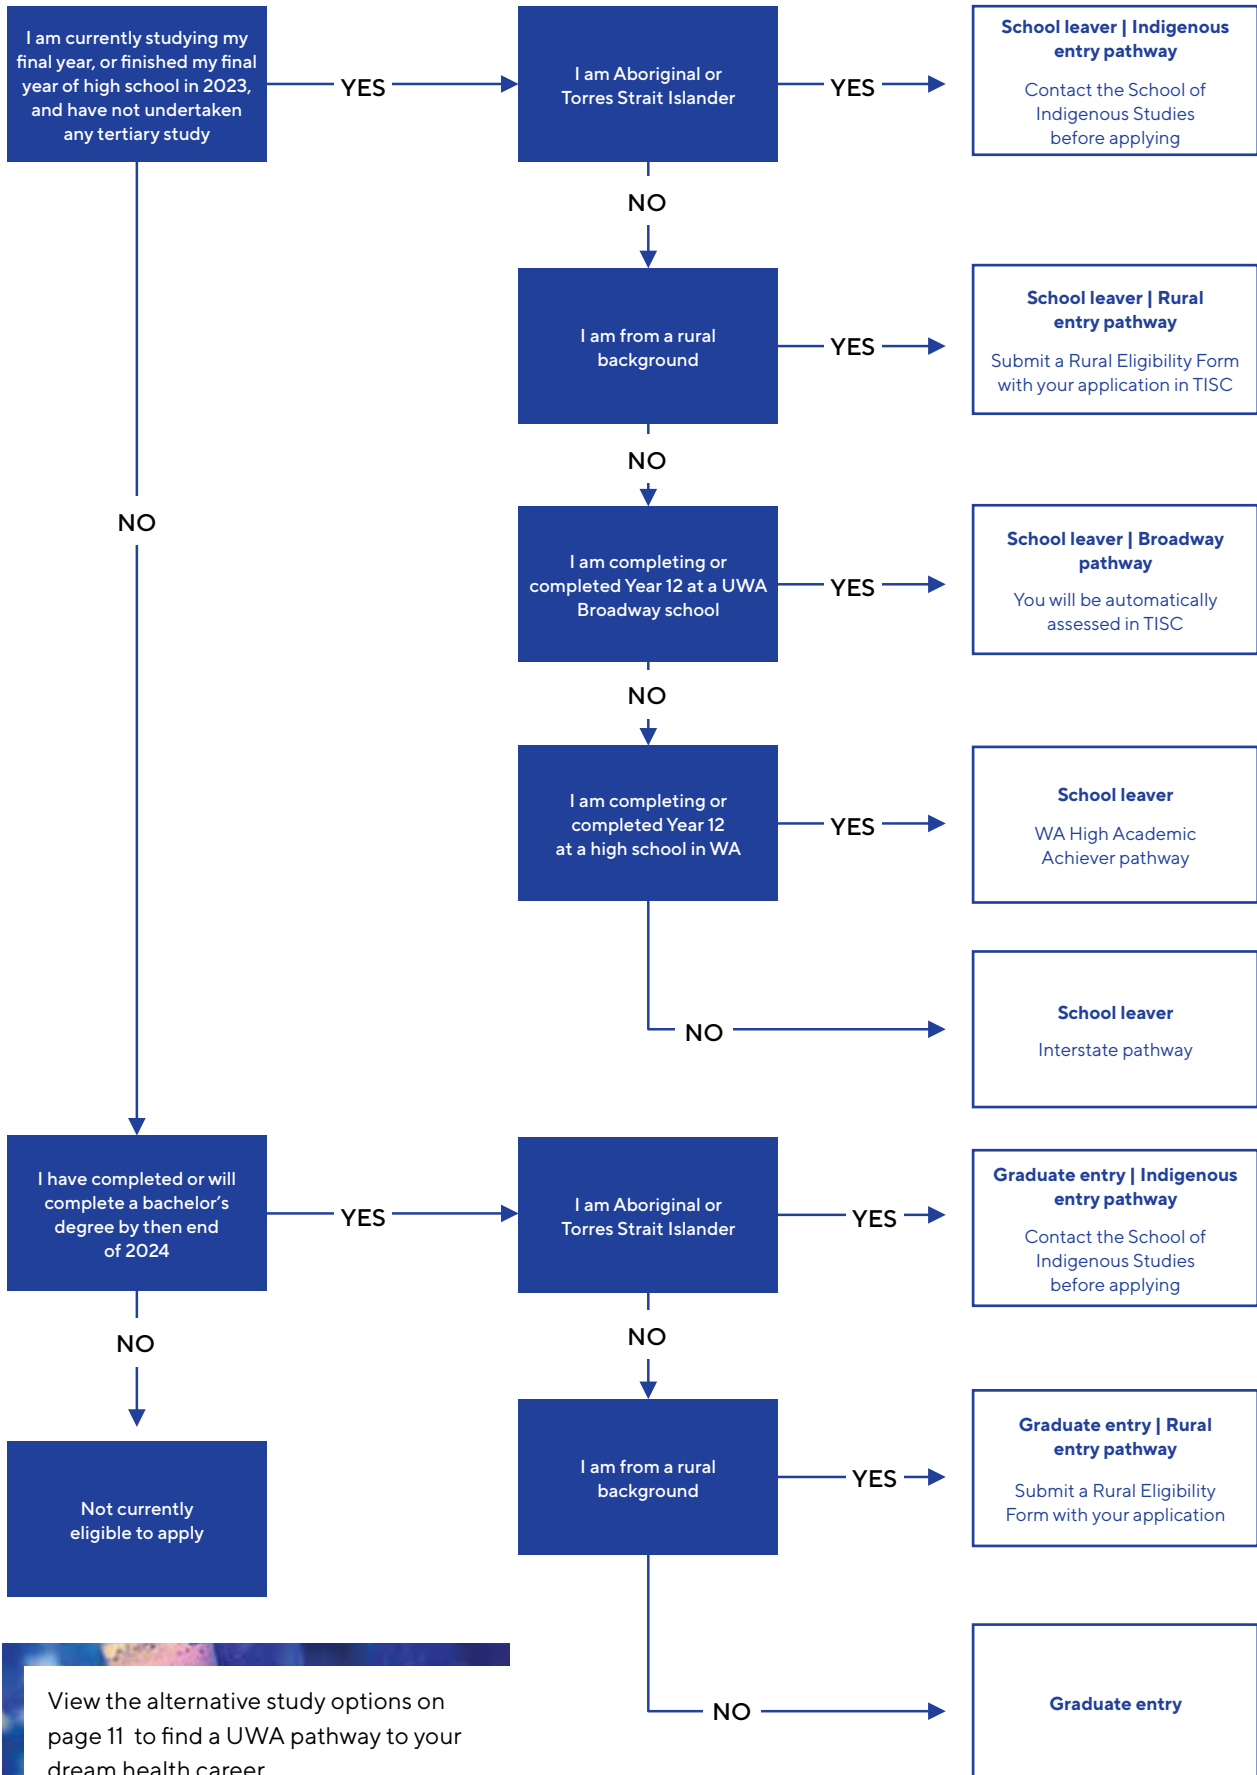 I am currently studying my
final year, or finished my final
year of high school in 2023,
and have not undertaken
any tertiary study
YES
I am Aboriginal or
Torres Strait Islander
YES
School leaver | Indigenous
entry pathway
Contact the School of
Indigenous Studies
before applying
NO
I am from a rural
background
YES
School leaver | Rural
entry pathway
Submit a Rural Eligibility Form
with your application in TISC
NO
NO
I am completing or
completed Year 12 at a UWA
Broadway school
YES
School leaver | Broadway
pathway
You will be automatically
assessed in TISC
NO
I am completing or
completed Year 12
at a high school in WA
YES
School leaver
WA High Academic
Achiever pathway
NO
School leaver
Interstate pathway
I have completed or will
complete a bachelor's
degree by then end
of 2024
YES
I am Aboriginal or
Torres Strait Islander
YES
Graduate entry | Indigenous
entry pathway
Contact the School of
Indigenous Studies
before applying
NO
NO
Not currently
eligible to apply
I am from a rural
background
YES
Graduate entry | Rural
entry pathway
Submit a Rural Eligibility
Form with your application
NO
Graduate entry
View the alternative study options on
page 11 to find a UWA pathway to your
dream health career